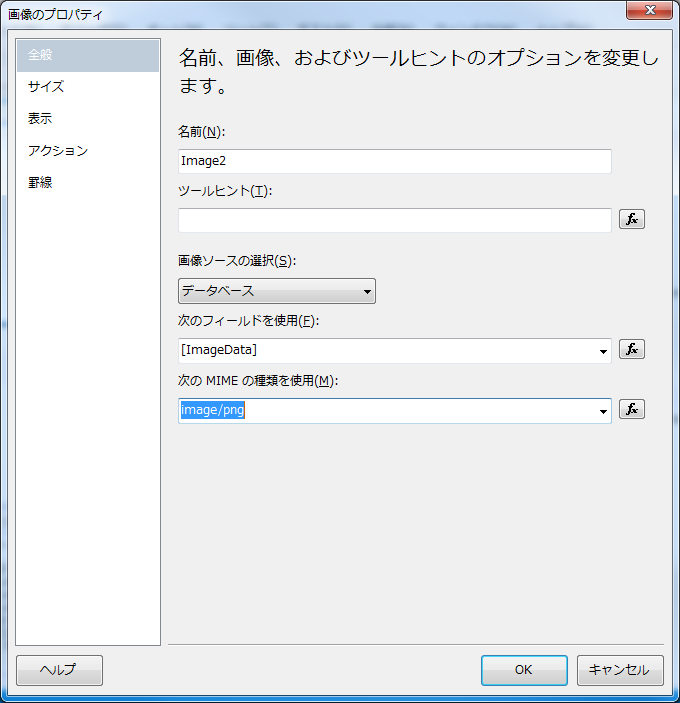 画像のプロパティ
全般
サイズ
表示
アクション
罫線
名前、画像、およびツールヒントのオプションを変更し
ます。
名前(N):
Image2
ツールヒント(T):
fx
画像ソースの選択(S):
データベース
次のフィールドを使用(F):
[ImageData]
fx
次の MIME の種類を使用(M):
image/png
fx
ヘルプ
OK
キャンセル